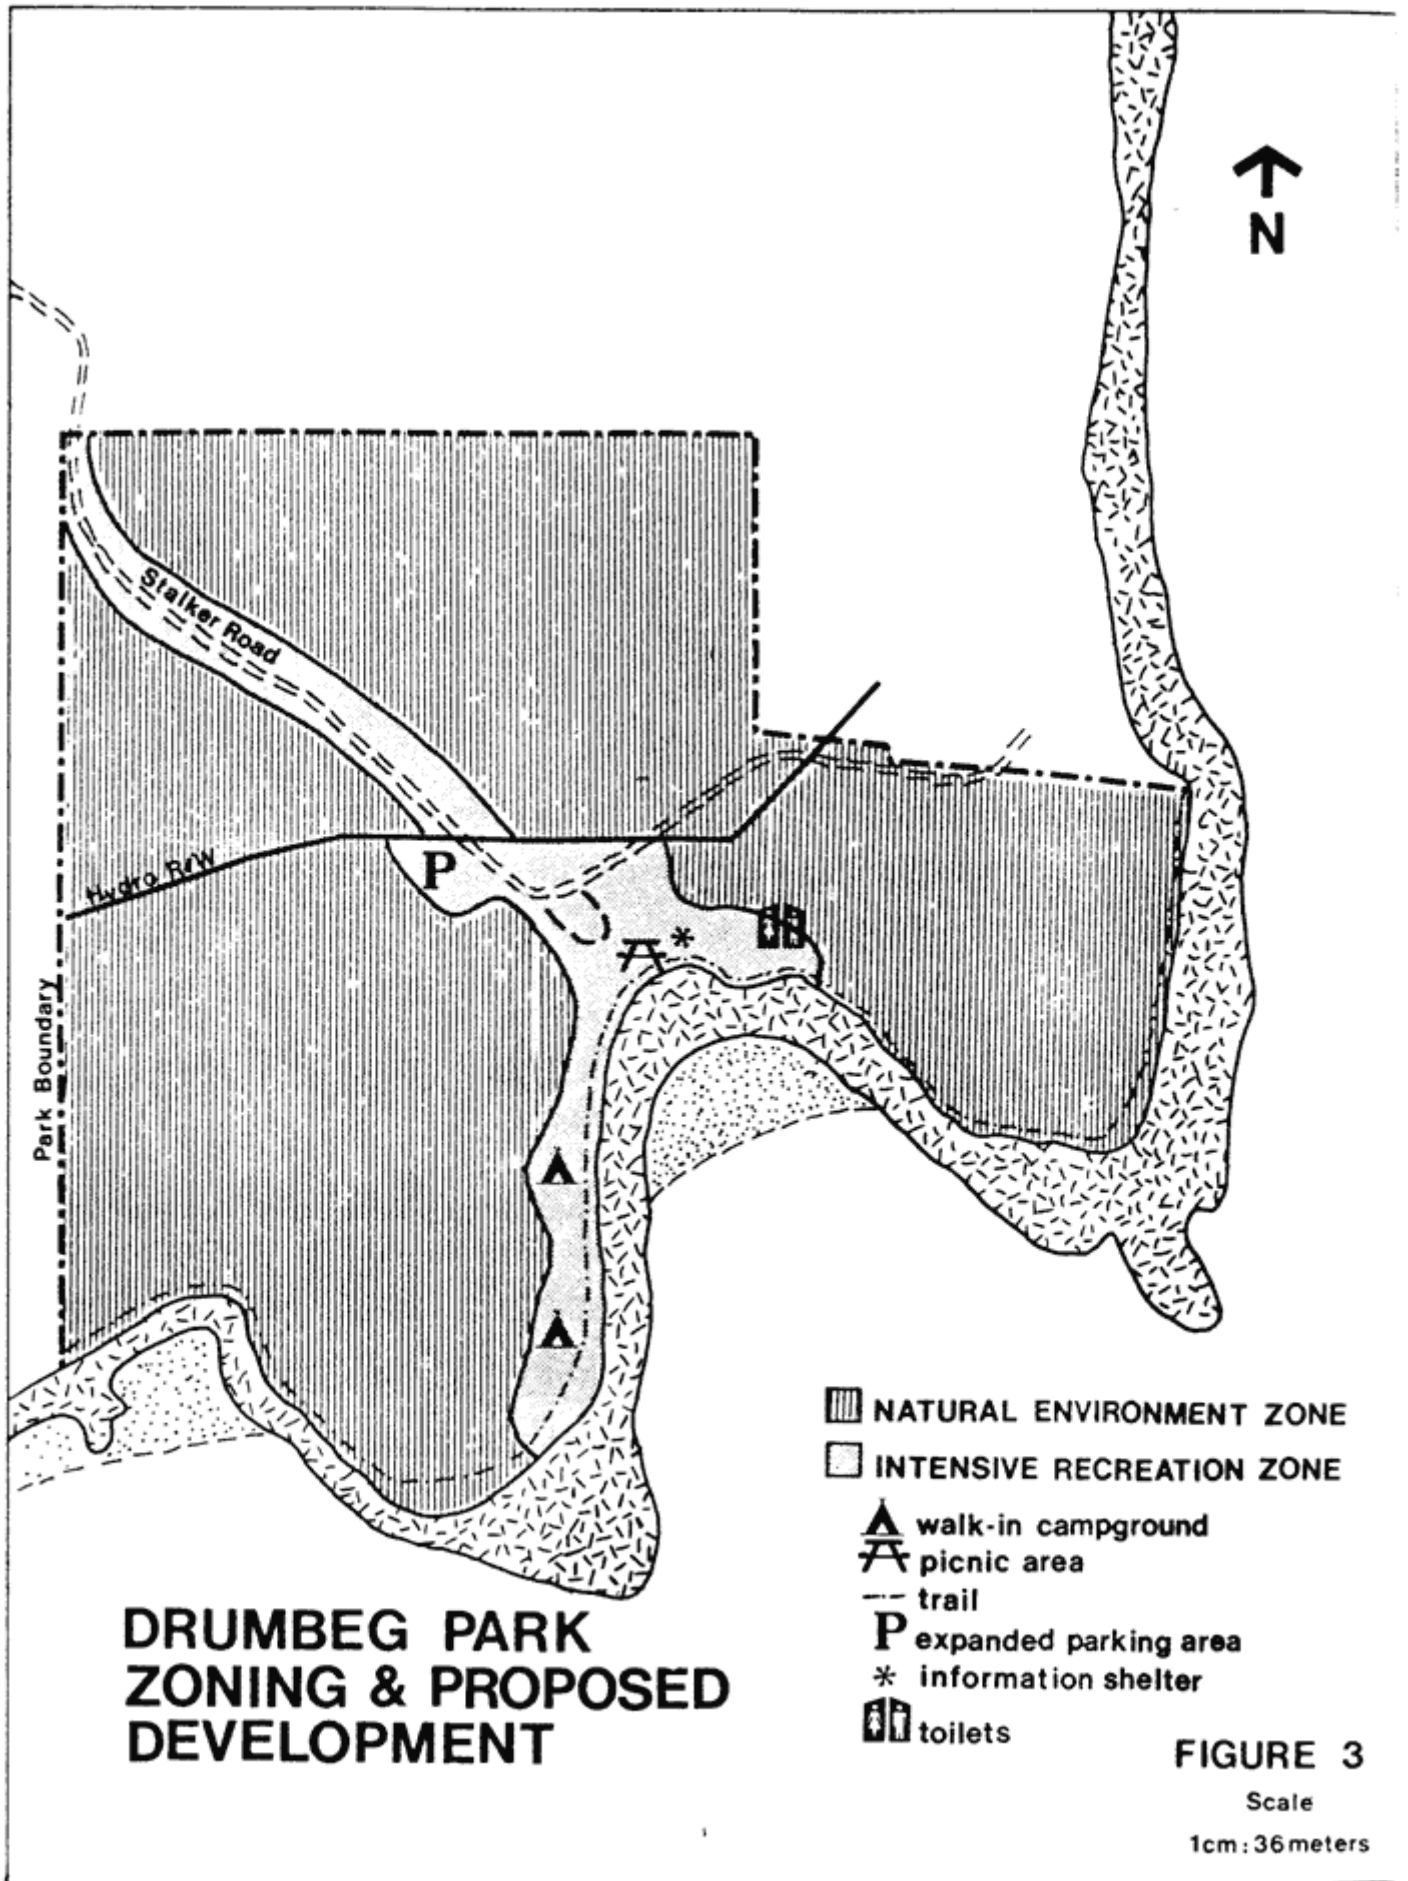 N
Stalker Road
P
Hydro R/W
Park Boundary
NATURAL ENVIRONMENT ZONE
INTENSIVE RECREATION ZONE
walk-in campground
picnic area
trail
P expanded parking area
* information shelter
toilets
DRUMBEG PARK
ZONING & PROPOSED
DEVELOPMENT
FIGURE 3
Scale
1cm : 36 meters